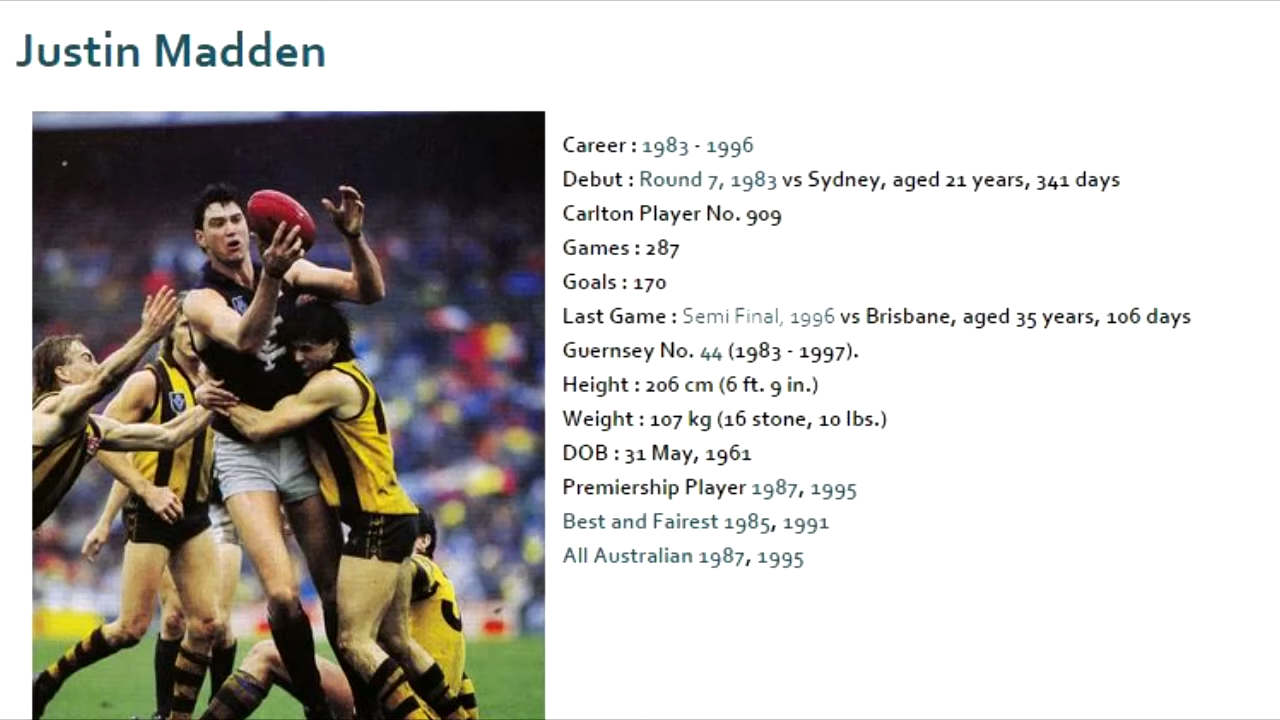 Justin Madden
Career : 1983 - 1996
Debut : Round 7, 1983 vs Sydney, aged 21 years, 341 days
Carlton Player No. 909
Games : 287
Goals : 170
Last Game : Semi Final, 1996 vs Brisbane, aged 35 years, 106 days
Guernsey No. 44 (1983 - 1997).
Height : 206 cm (6 ft. 9 in.)
Weight : 107 kg (16 stone, 10 lbs.)
DOB : 31 May, 1961
Premiership Player 1987, 1995
Best and Fairest 1985, 1991
All Australian 1987, 1995